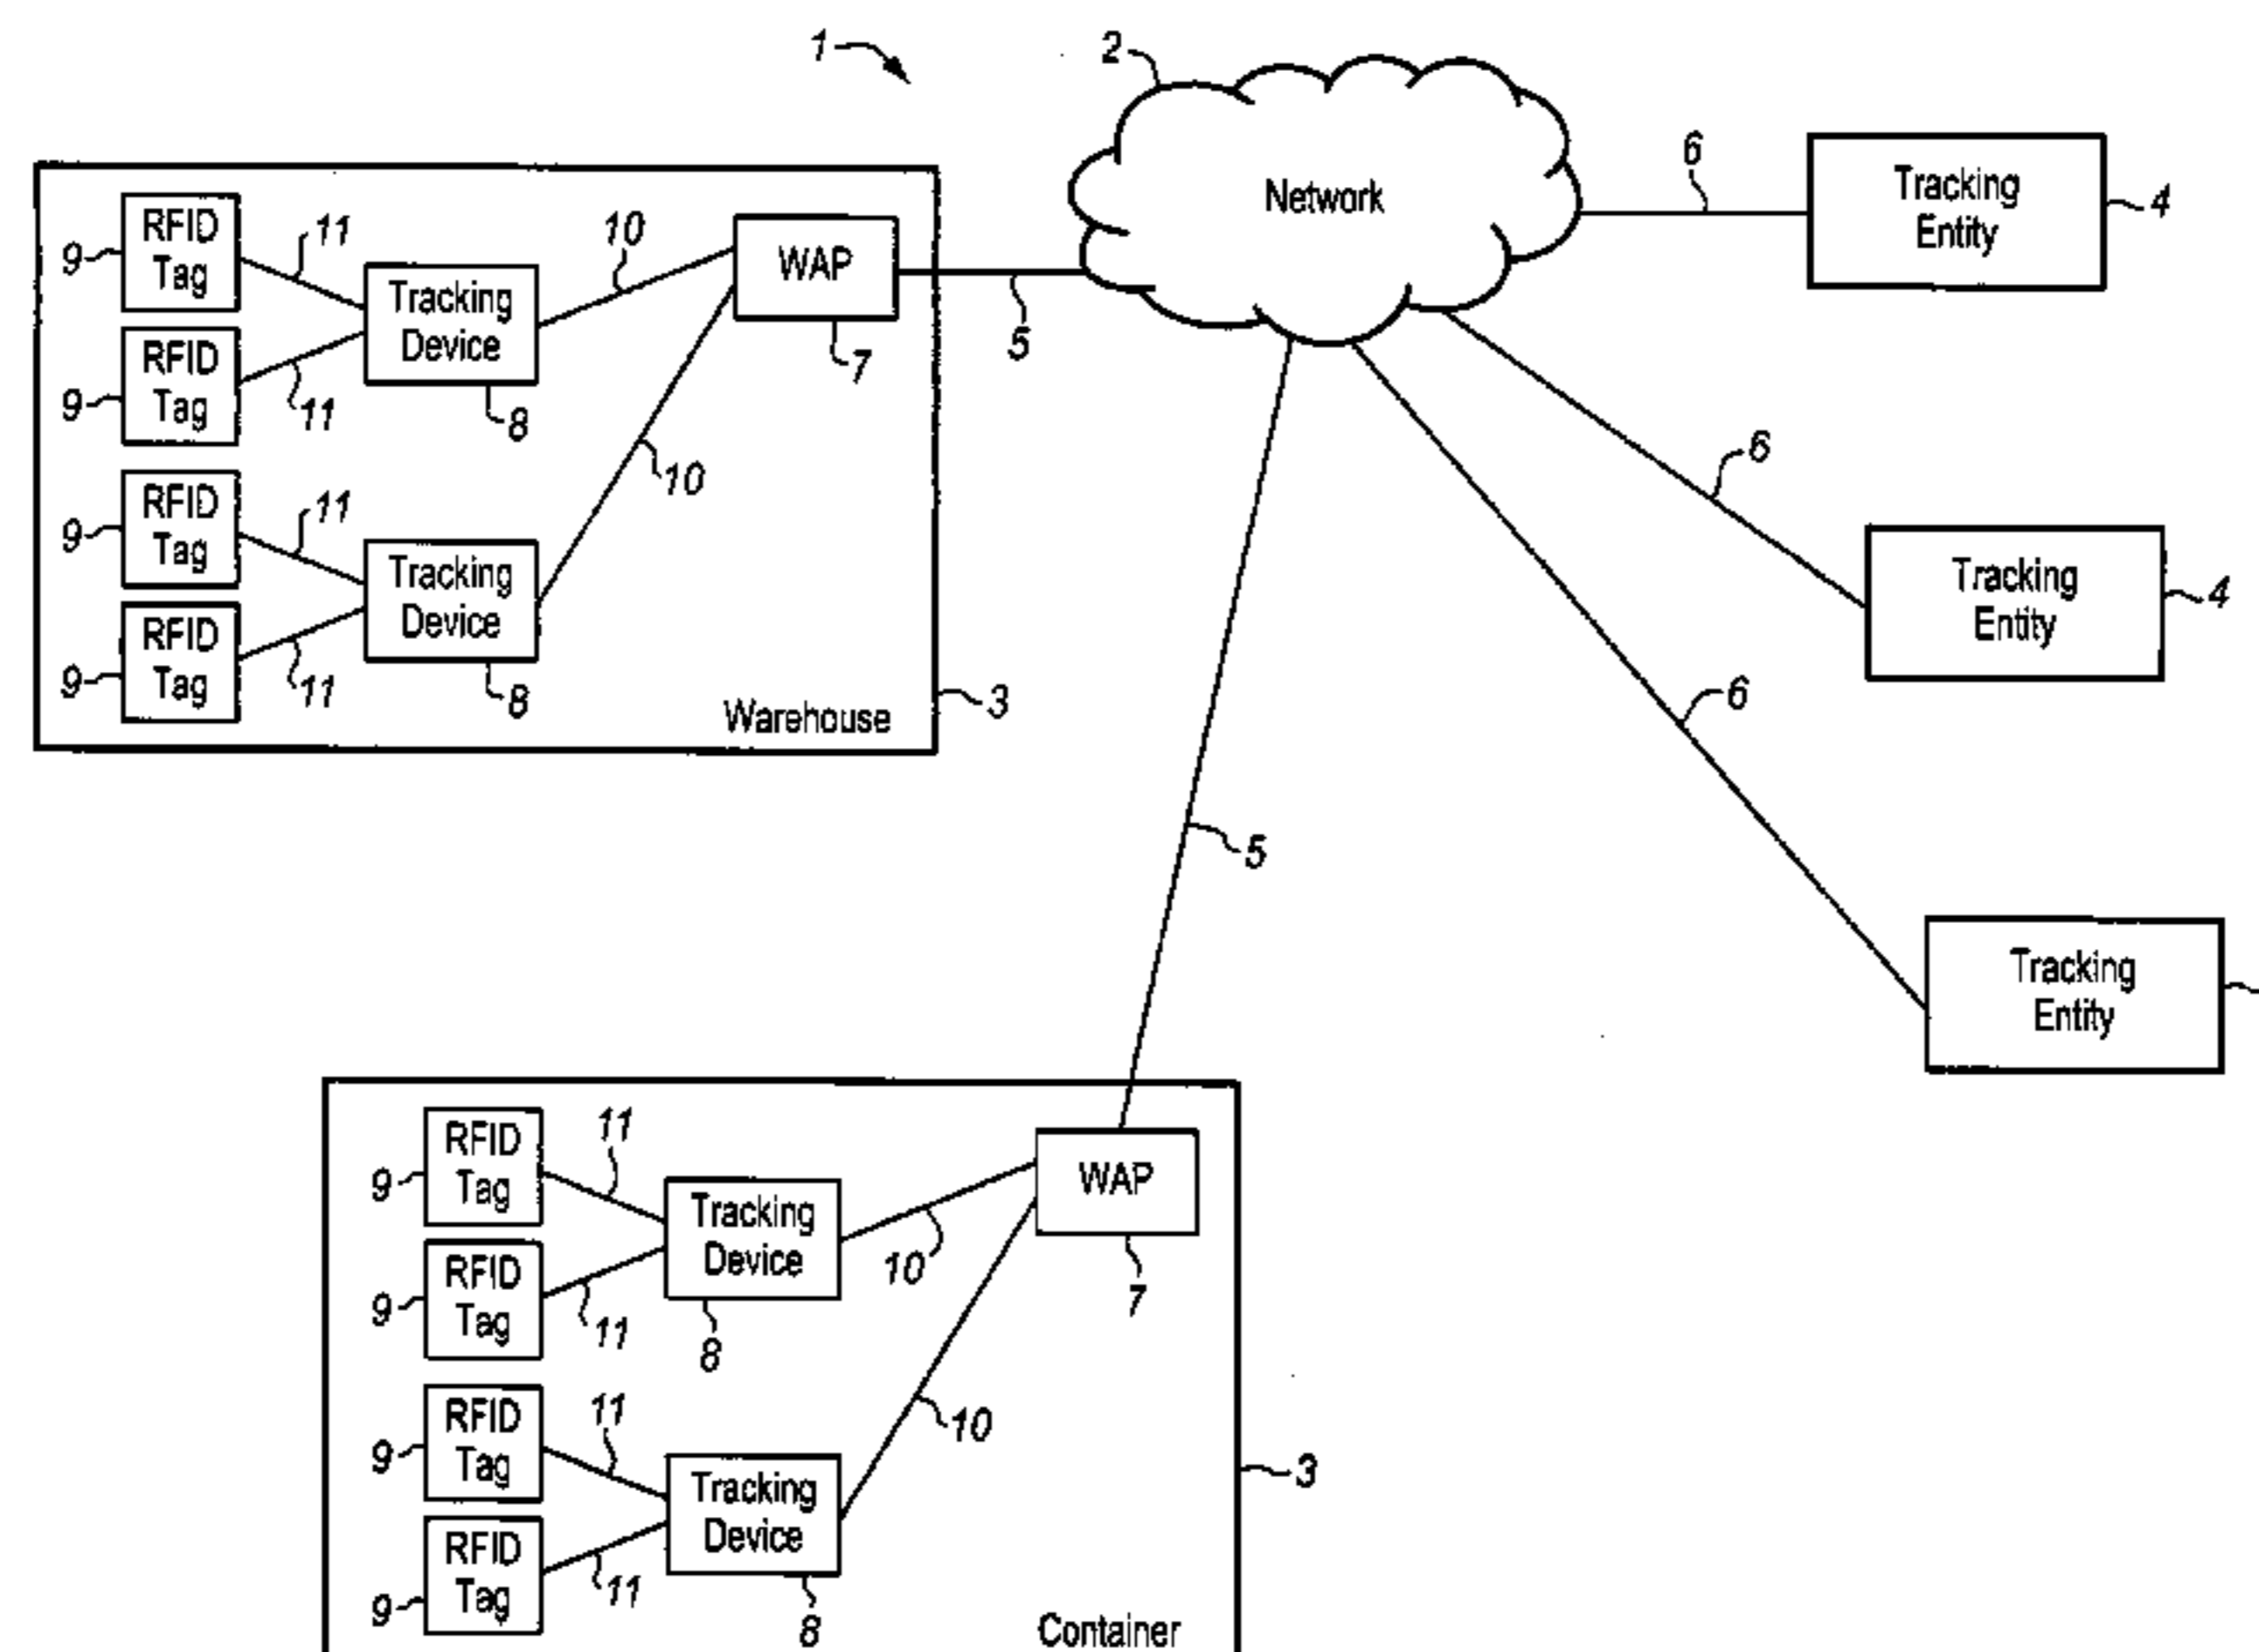 1
2
Network
6
Tracking
Entity
4
RFID
Tag
9
11
10
WAP
7
5
Tracking
Device
8
RFID
Tag
9
11
10
RFID
Tag
9
11
Tracking
Device
8
RFID
Tag
9
11
Warehouse
3
6
Tracking
Entity
4
6
Tracking
Entity
5
RFID
Tag
9
11
WAP
7
Tracking
Device
8
10
RFID
Tag
9
11
10
RFID
Tag
9
11
Tracking
Device
8
3
RFID
Tag
9
11
Container